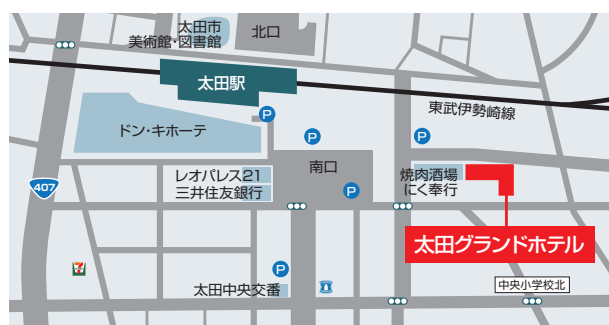 太田市
美術館・図書館
北口
太田駅
東武伊勢崎線
ドン・キホーテ
P
P
P
南口
レオパレス21
三井住友銀行
P
焼肉酒場
にく奉行
407
太田グランドホテル
7
P
太田中央交番
中央小学校北